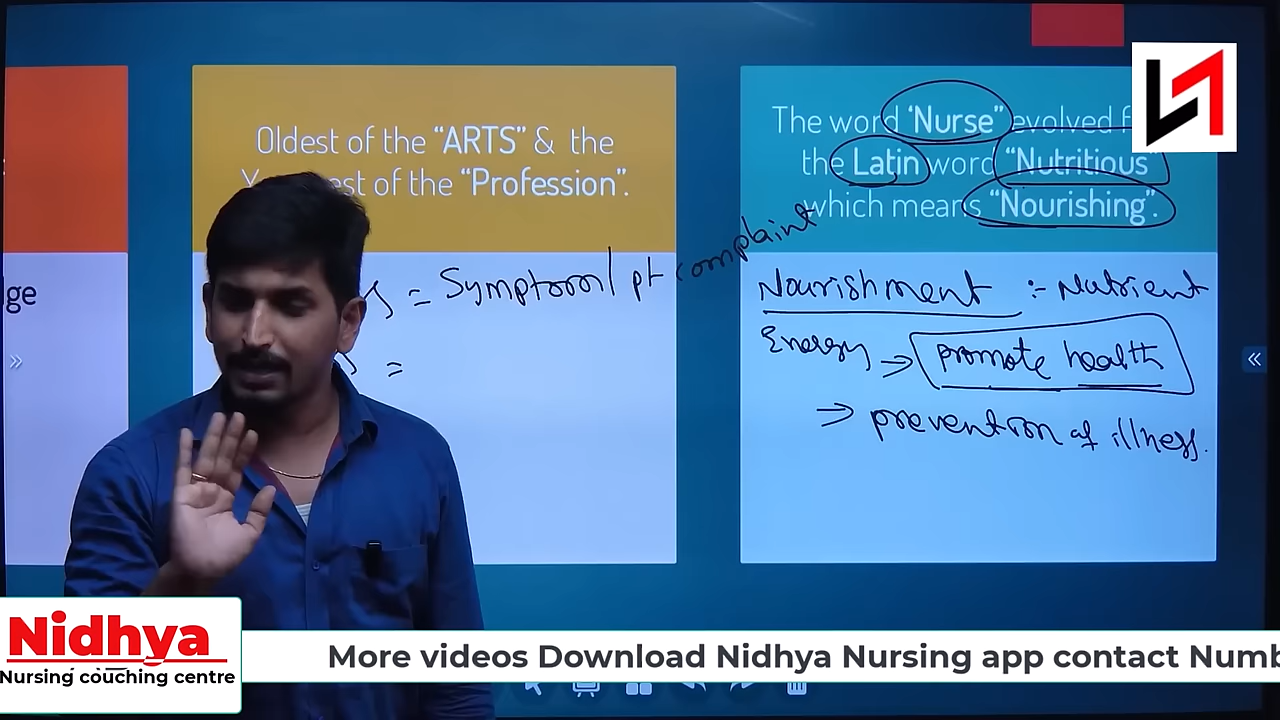 Oldest of the “ARTS” & the
est of the “Profession”.
The word ‘Nurse” evolved
the Latin word “Nutritious”
which means “Nourishing”.
ge
»
«
= Symptom/ pt complaint
=
Nourishment :- Nutrient
Energy → promote health
→ prevention of illness.
Nidhya
Nursing couching centre
More videos Download Nidhya Nursing app contact Numb